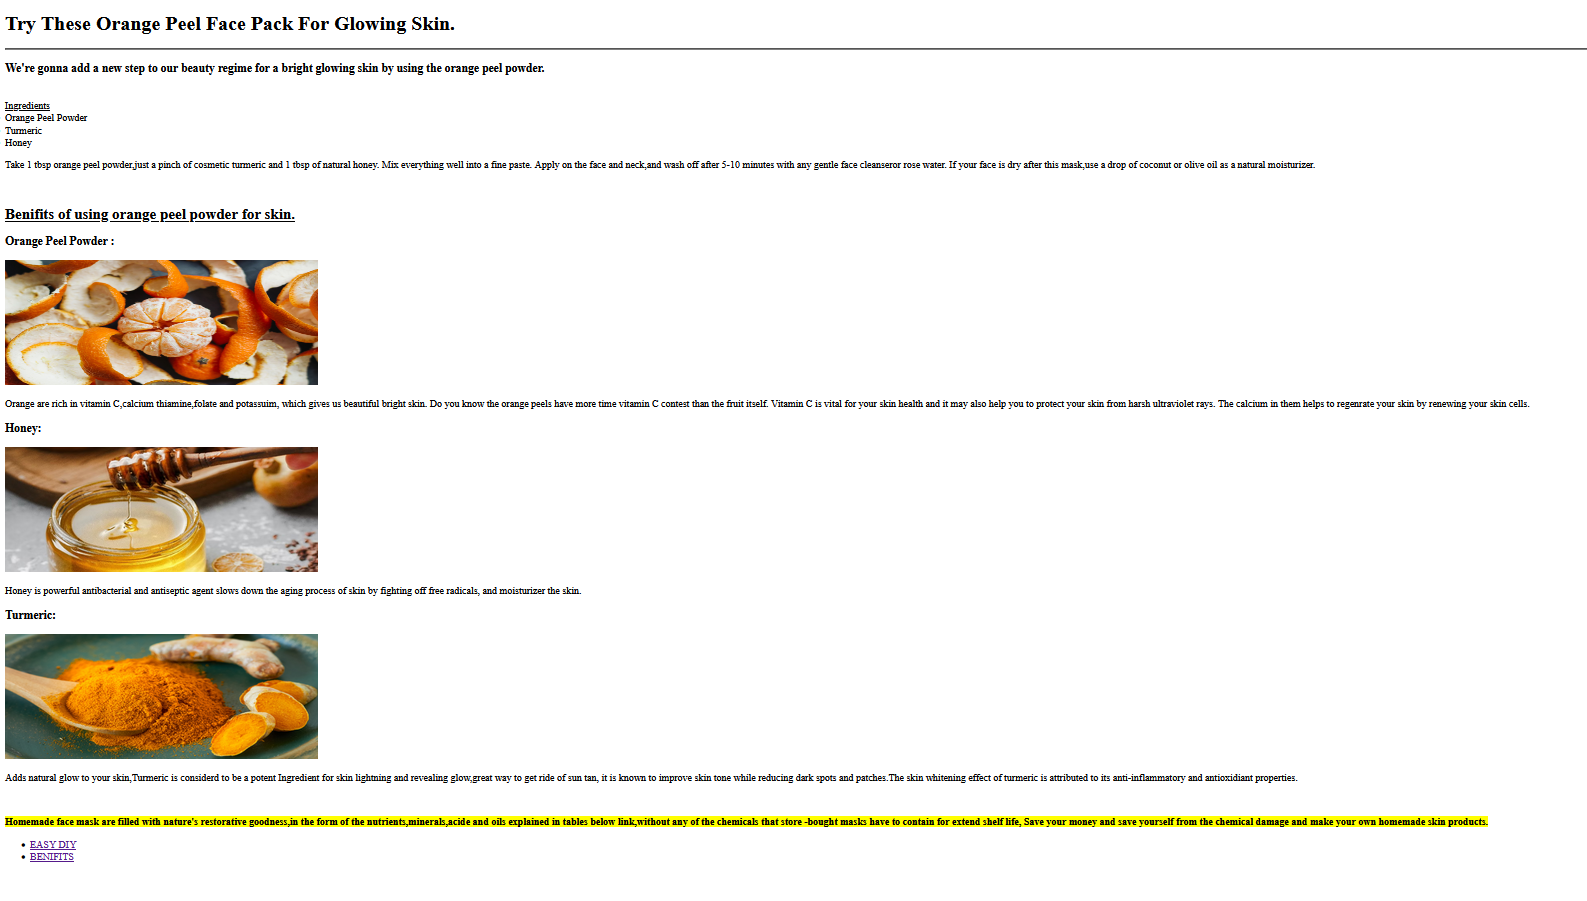 Try These Orange Peel Face Pack For Glowing Skin.
We're gonna add a new step to our beauty regime for a bright glowing skin by using the orange peel powder.
Ingredients
Orange Peel Powder
Turmeric
Honey
Take 1 tbsp orange peel powder,just a pinch of cosmetic turmeric and 1 tbsp of natural honey. Mix everything well into a fine paste. Apply on the face and neck,and wash off after 5-10 minutes with any gentle face cleanseror rose water. If your face is dry after this mask,use a drop of coconut or olive oil as a natural moisturizer.
Benifits of using orange peel powder for skin.
Orange Peel Powder :
Orange are rich in vitamin C,calcium thiamine,folate and potassuim, which gives us beautiful bright skin. Do you know the orange peels have more time vitamin C contest than the fruit itself. Vitamin C is vital for your skin health and it may also help you to protect your skin from harsh ultraviolet rays. The calcium in them helps to regenrate your skin by renewing your skin cells.
Honey:
Honey is powerful antibacterial and antiseptic agent slows down the aging process of skin by fighting off free radicals, and moisturizer the skin.
Turmeric:
Adds natural glow to your skin,Turmeric is considerd to be a potent Ingredient for skin lightning and revealing glow,great way to get ride of sun tan, it is known to improve skin tone while reducing dark spots and patches.The skin whitening effect of turmeric is attributed to its anti-inflammatory and antioxidiant properties.
Homemade face mask are filled with nature's restorative goodness,in the form of the nutrients,minerals,acide and oils explained in tables below link,without any of the chemicals that store -bought masks have to contain for extend shelf life, Save your money and save yourself from the chemical damage and make your own homemade skin products.
• EASY DIY
• BENIFITS